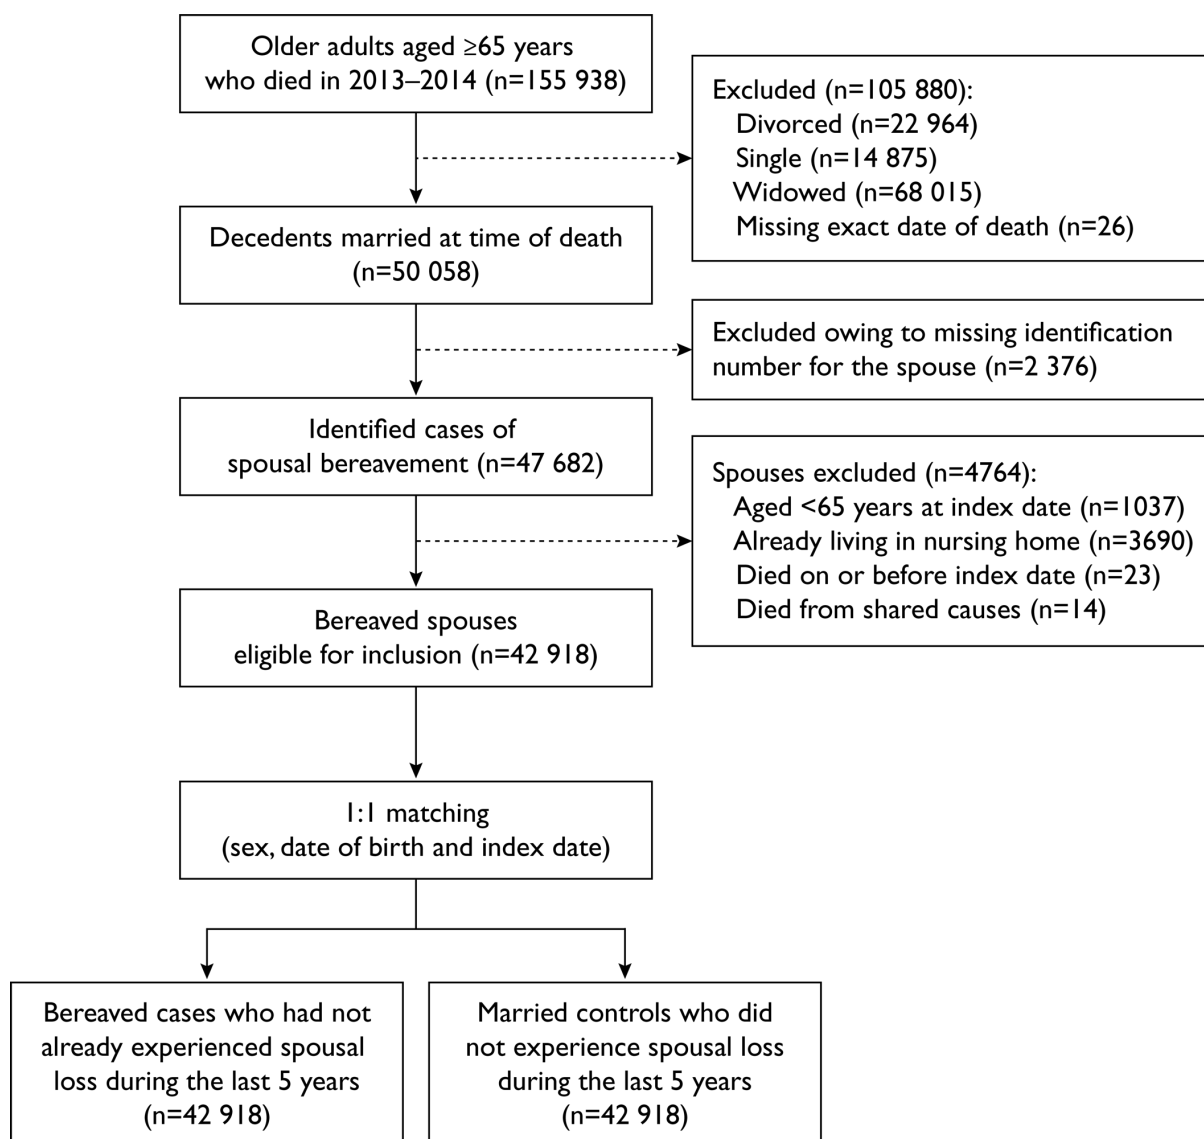 Older adults aged ≥65 years
who died in 2013–2014 (n=155 938)
Excluded (n=105 880):
Divorced (n=22 964)
Single (n=14 875)
Widowed (n=68 015)
Missing exact date of death (n=26)
Decedents married at time of death
(n=50 058)
Excluded owing to missing identification
number for the spouse (n=2 376)
Identified cases of
spousal bereavement (n=47 682)
Spouses excluded (n=4764):
Aged <65 years at index date (n=1037)
Already living in nursing home (n=3690)
Died on or before index date (n=23)
Died from shared causes (n=14)
Bereaved spouses
eligible for inclusion (n=42 918)
1:1 matching
(sex, date of birth and index date)
Bereaved cases who had not
already experienced spousal
loss during the last 5 years
(n=42 918)
Married controls who did
not experience spousal loss
during the last 5 years
(n=42 918)